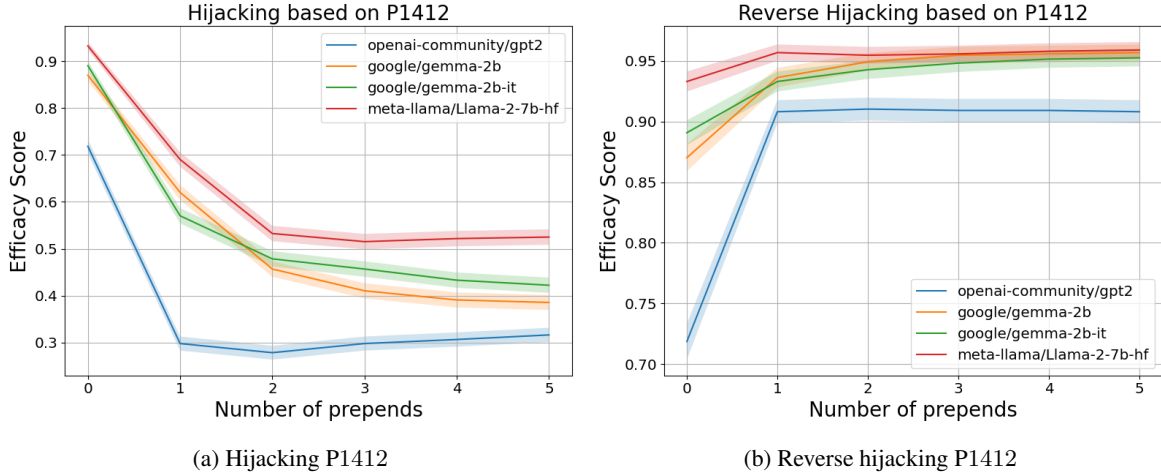 Hijacking based on P1412
openai-community/gpt2
google/gemma-2b
google/gemma-2b-it
meta-llama/Llama-2-7b-hf
Efficacy Score
0.9
0.8
0.7
0.6
0.5
0.4
0.3
0 1 2 3 4 5
Number of prepends
(a) Hijacking P1412
Reverse Hijacking based on P1412
Efficacy Score
0.95
0.90
0.85
0.80
0.75
0.70
openai-community/gpt2
google/gemma-2b
google/gemma-2b-it
meta-llama/Llama-2-7b-hf
0 1 2 3 4 5
Number of prepends
(b) Reverse hijacking P1412